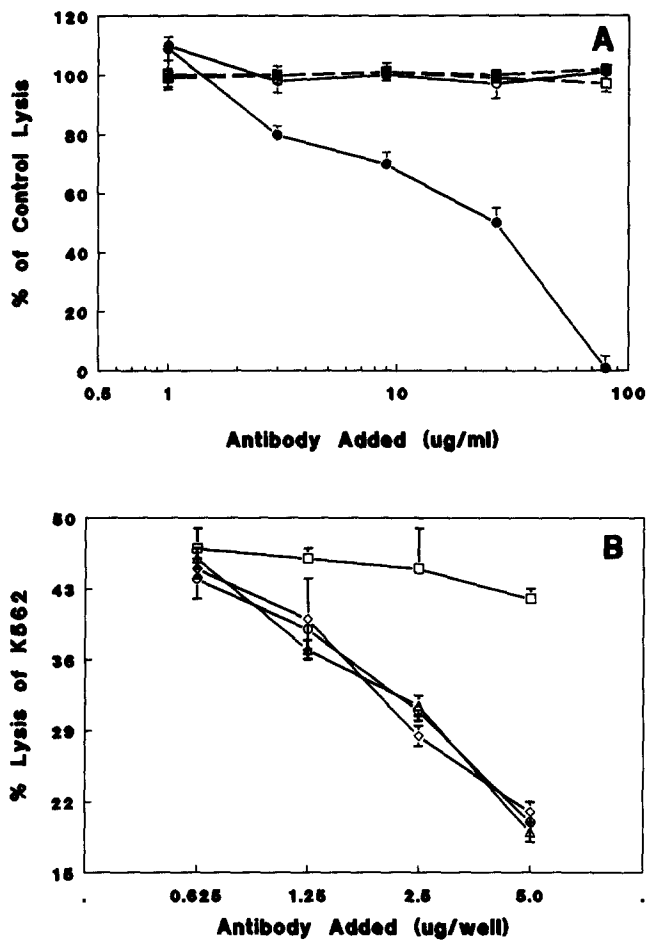 A
% of Control Lysis
120
100
80
60
40
20
0
0.5 1 10 100
Antibody Added (ug/ml)
B
% Lysis of K562
50
43
36
29
22
15
0.625 1.25 2.5 5.0
Antibody Added (ug/well)